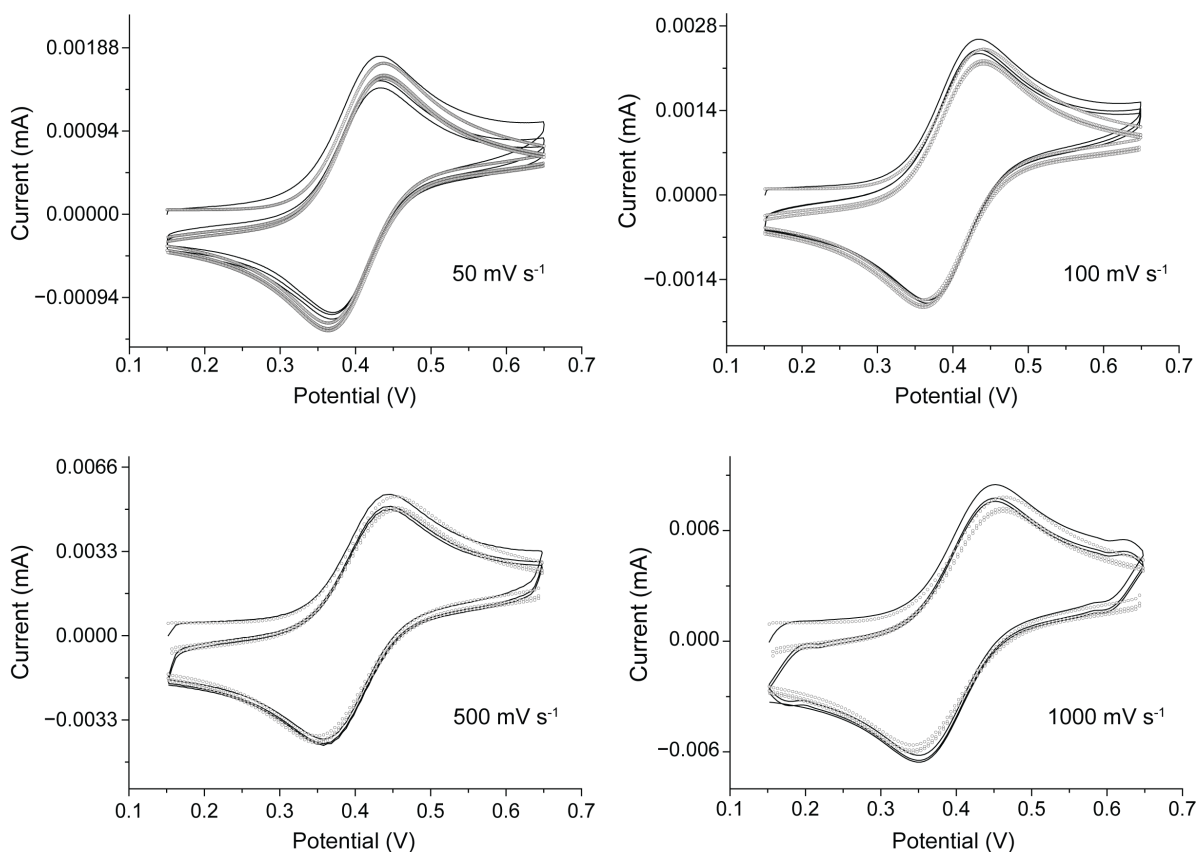 0.00188
0.00094
0.00000
−0.00094
Current (mA)
50 mV s-1
0.1 0.2 0.3 0.4 0.5 0.6 0.7
Potential (V)
0.0028
0.0014
0.0000
−0.0014
Current (mA)
100 mV s-1
0.1 0.2 0.3 0.4 0.5 0.6 0.7
Potential (V)
0.0066
0.0033
0.0000
−0.0033
Current (mA)
500 mV s-1
0.1 0.2 0.3 0.4 0.5 0.6 0.7
Potential (V)
0.006
0.000
−0.006
Current (mA)
1000 mV s-1
0.1 0.2 0.3 0.4 0.5 0.6 0.7
Potential (V)